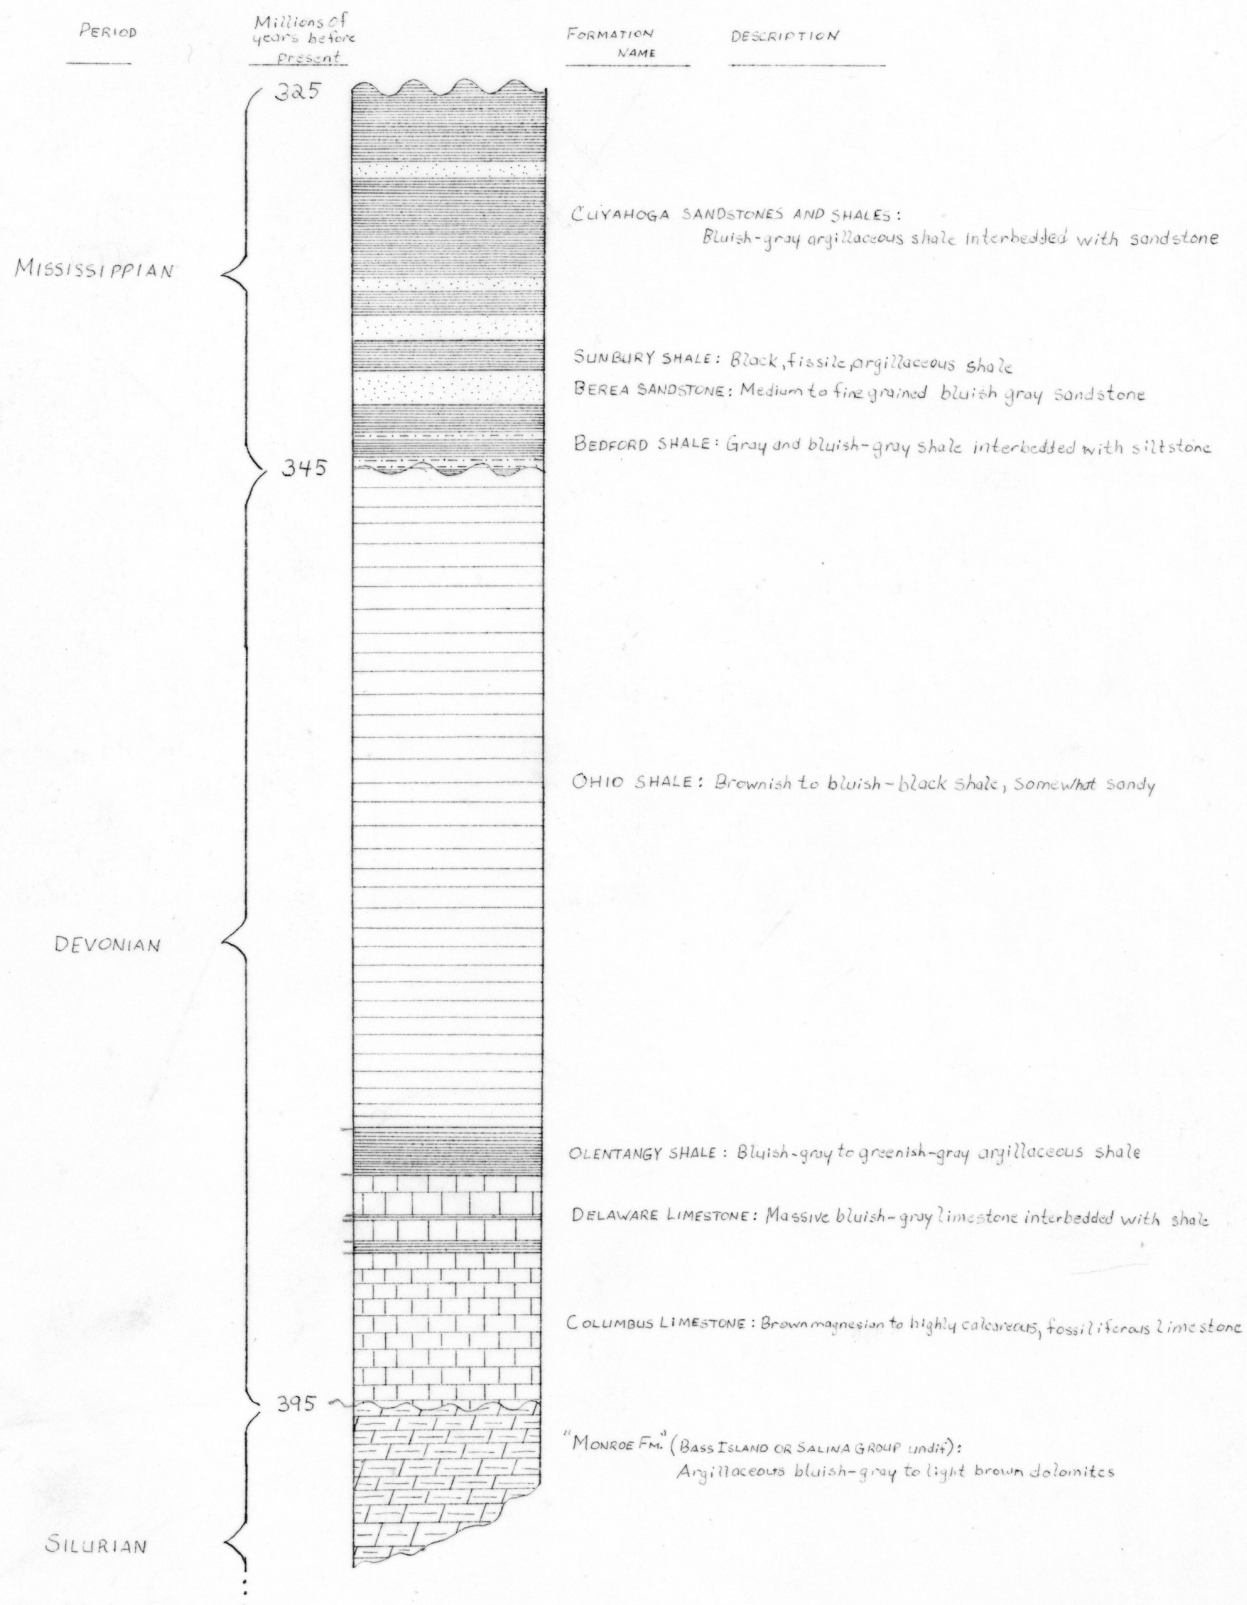 PERIOD
Millions of
years before
present
FORMATION
NAME
DESCRIPTION
325
CUYAHOGA SANDSTONES AND SHALES:
Bluish-gray argillaceous shale interbedded with sandstone
MISSISSIPPIAN
SUNBURY SHALE: Black, fissile, argillaceous shale
BEREA SANDSTONE: Medium to fine grained bluish gray sandstone
BEDFORD SHALE: Gray and bluish-gray shale interbedded with siltstone
345
OHIO SHALE: Brownish to bluish-black shale, somewhat sandy
DEVONIAN
OLENTANGY SHALE: Bluish-gray to greenish-gray argillaceous shale
DELAWARE LIMESTONE: Massive bluish-gray limestone interbedded with shale
COLUMBUS LIMESTONE: Brown magnesian to highly calcareous, fossiliferous limestone
395
"MONROE FM." (BASS ISLAND OR SALINA GROUP undif):
Argillaceous bluish-gray to light brown dolomites
SILURIAN